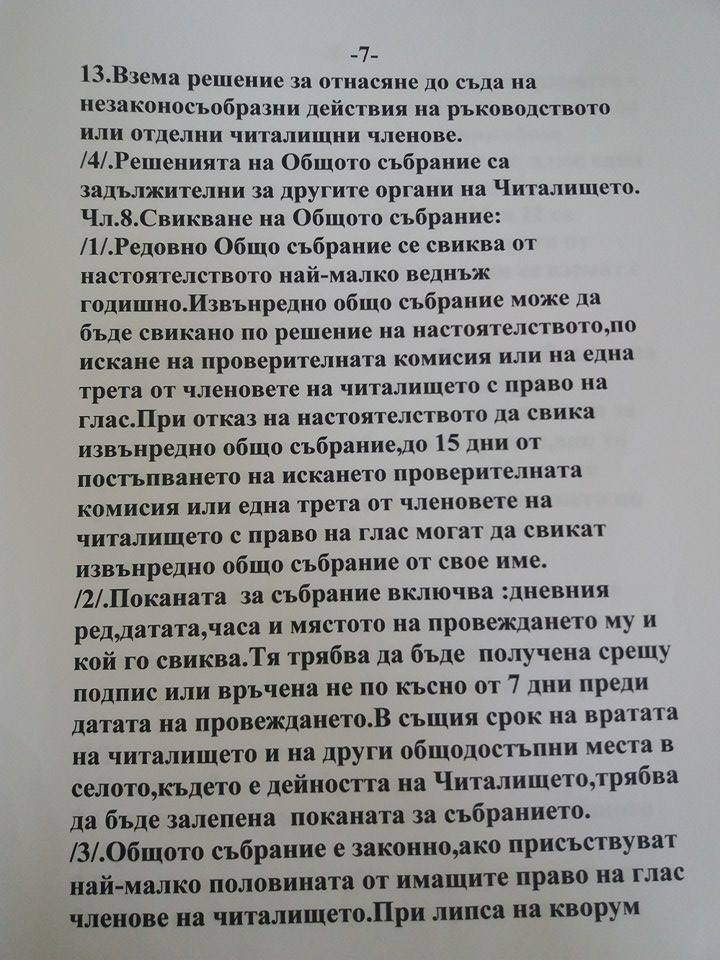 -7-
13.Взема решение за отнасяне до съда на
незаконосъобразни действия на ръководството
или отделни читалищни членове.
/4/.Решенията на Общото събрание са
задължителни за другите органи на Читалището.
Чл.8.Свикване на Общото събрание:
/1/.Редовно Общо събрание се свиква от
настоятелството най-малко веднъж
годишно.Извънредно общо събрание може да
бъде свикано по решение на настоятелството,по
искане на проверителната комисия или на една
трета от членовете на читалището с право на
глас.При отказ на настоятелството да свика
извънредно общо събрание,до 15 дни от
постъпването на искането проверителната
комисия или една трета от членовете на
читалището с право на глас могат да свикат
извънредно общо събрание от свое име.
/2/.Поканата  за събрание включва :дневния
ред,датата,часа и мястото на провеждането му и
кой го свиква.Тя трябва да бъде  получена срещу
подпис или връчена не по късно от 7 дни преди
датата на провеждането.В същия срок на вратата
на читалището и на други общодостъпни места в
селото,където е дейността на Читалището,трябва
да бъде залепена  поканата за събранието.
/3/.Общото събрание е законно,ако присъствуват
най-малко половината от имащите право на глас
членове на читалището.При липса на кворум